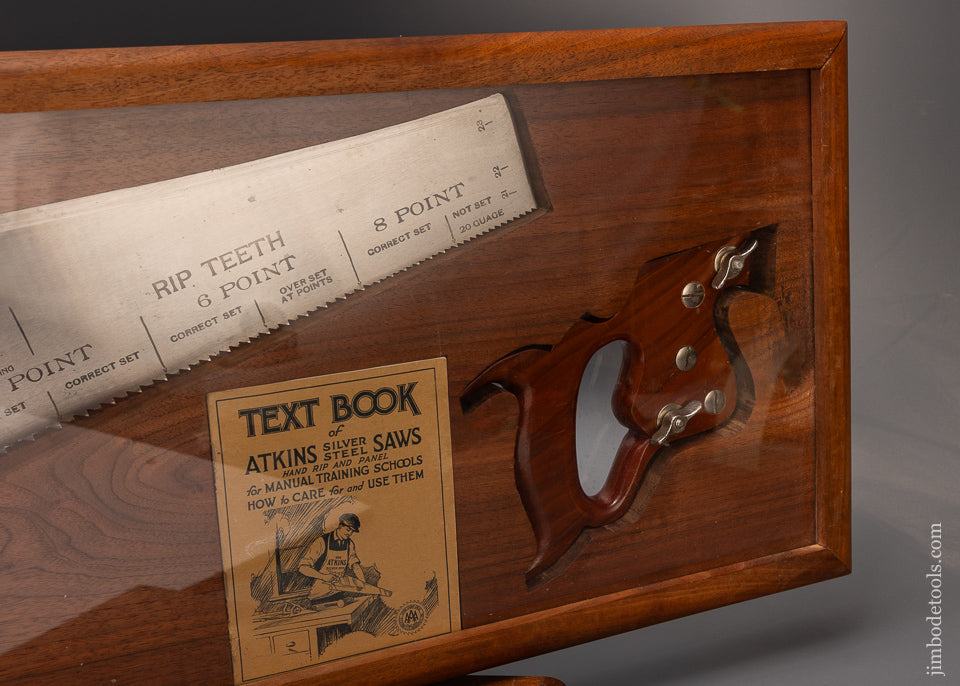 23
22
21
RIP TEETH
8 POINT
CORRECT SET
NOT SET
20 GUAGE
6 POINT
CORRECT SET
OVER SET
AT POINTS
POINT
CORRECT SET
SET
TEXT BOOK
of
ATKINS SILVER STEEL SAWS
HAND RIP AND PANEL
for MANUAL TRAINING SCHOOLS
HOW to CARE for and USE THEM
ATKINS
AAA
jimbodetools.com